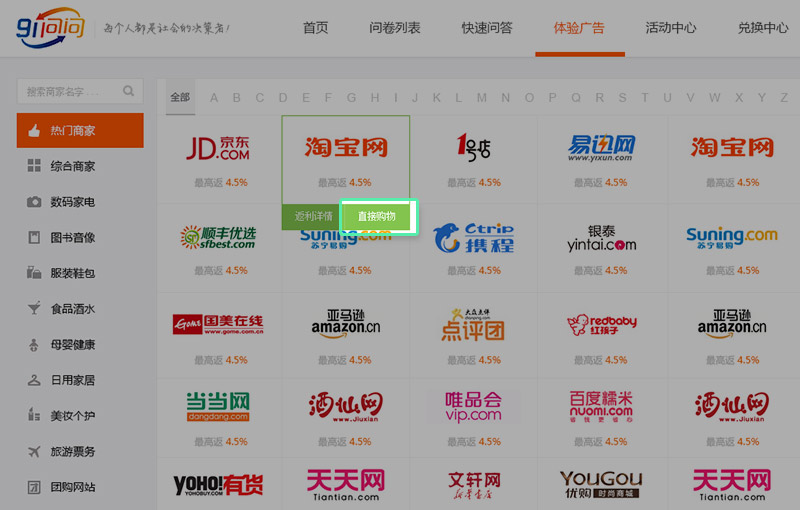 91问问 每个人都是社会的决策者！
首页 问卷列表 快速问答 体验广告 活动中心 兑换中心
搜索商家名字 . . .
全部 A B C D E F G H I J K L M N O P Q R S T U V W X Y Z
热门商家
综合商家
数码家电
图书音像
服装鞋包
食品酒水
母婴健康
日用家居
美妆个护
旅游票务
团购网站
JD 京东 .COM
最高返 4.5%
淘宝网
最高返 4.5%
返利详情 直接购物
1号店
最高返 4.5%
易迅网
www.yixun.com
最高返 4.5%
淘宝网
最高返 4.5%
顺丰优选
sfbest.com
最高返 4.5%
Suning.com
苏宁易购
最高返 4.5%
Ctrip
携程
最高返 4.5%
银泰
yintai.com
最高返 4.5%
Suning.com
苏宁易购
最高返 4.5%
GOME 国美在线
www.gome.com.cn
最高返 4.5%
亚马逊
amazon.cn
最高返 4.5%
大众点评
dianping.com
点评团
最高返 4.5%
redbaby
红孩子
最高返 4.5%
亚马逊
amazon.cn
最高返 4.5%
当当网
dangdang.com
最高返 4.5%
酒仙网
www.Jiuxian
最高返 4.5%
唯品会
vip.com
最高返 4.5%
百度糯米
nuomi.com
省钱更省心
最高返 4.5%
酒仙网
www.Jiuxian
最高返 4.5%
YOHO!有货
YOHOBUY.COM
天天网
Tiantian.com
文轩网
新华书店
YOUGOU
优购 时尚商城
天天网
Tiantian.com